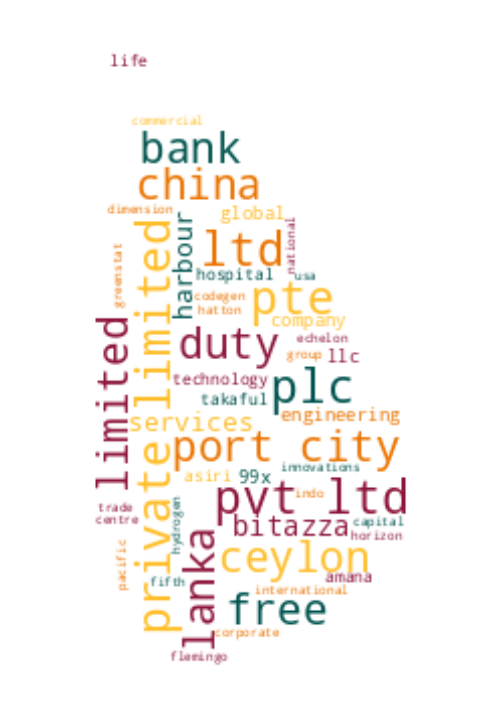 life
commercial
bank
china
dimension
global
national
harbour
ltd
private limited
greenstat
hospital
usa
codegen
pte
hatton
company
limited
duty
echelon
group
llc
technology
plc
takaful
services
engineering
port city
innovations
asiri
99x
pvt ltd
indo
trade
centre
hydrogen
bitazza
capital
horizon
lanka
ceylon
pacific
fifth
amana
international
free
corporate
flemingo